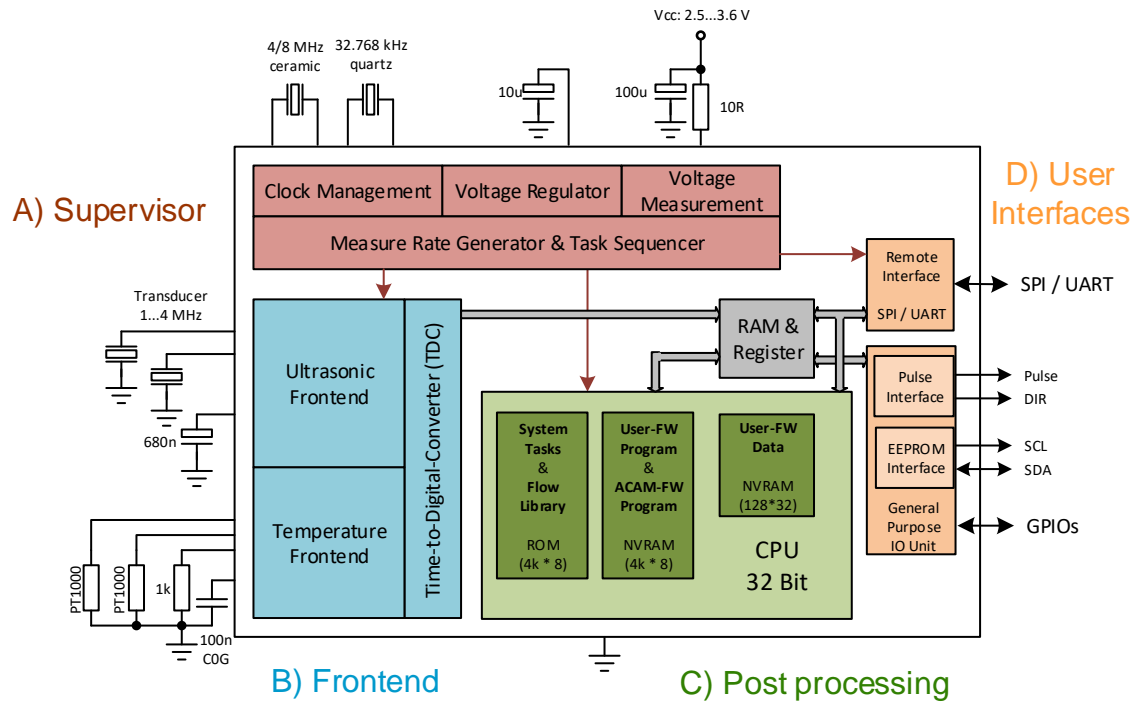 Vcc: 2.5...3.6 V
4/8 MHz
ceramic
32.768 kHz
quartz
10u
100u
10R
A) Supervisor
Clock Management
Voltage Regulator
Voltage
Measurement
Measure Rate Generator & Task Sequencer
D) User
Interfaces
Remote
Interface
SPI / UART
SPI / UART
Transducer
1...4 MHz
680n
Ultrasonic
Frontend
Temperature
Frontend
Time-to-Digital-Converter (TDC)
RAM &
Register
Pulse
Interface
Pulse
DIR
EEPROM
Interface
SCL
SDA
General
Purpose
IO Unit
GPIOs
System
Tasks
&
Flow
Library
ROM
(4k * 8)
User-FW
Program
&
ACAM-FW
Program
NVRAM
(4k * 8)
User-FW
Data
NVRAM
(128*32)
CPU
32 Bit
PT1000
PT1000
1k
100n
C0G
B) Frontend
C) Post processing